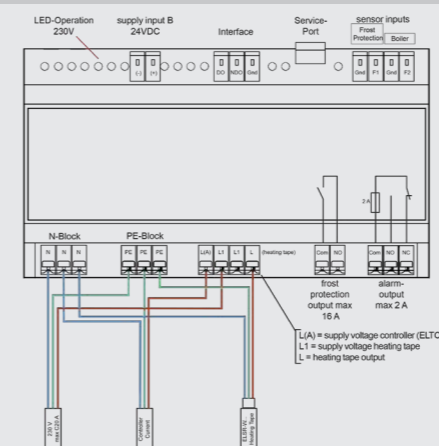 LED-Operation
230V
supply input B
24VDC
Interface
Service-
Port
sensor inputs
Frost
Protection
Boiler
(-)
(+)
DO
NDO
Gnd
Gnd
F1
Gnd
F2
2 A
N-Block
PE-Block
N
N
N
PE
PE
PE
L(A)
L1
L1
L
(heating tape)
Com
NO
Com
NO
NC
frost
protection
output max
16 A
alarm-
output
max 2 A
L(A) = supply voltage controller (ELTC
L1 = supply voltage heating tape
L = heating tape output
230 V
max C20 A
Controller
Current
ELSR-W...
Heating Tape